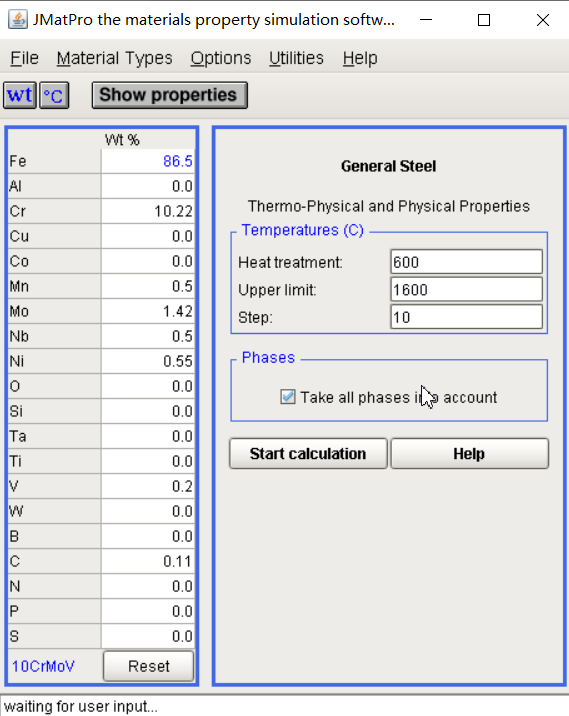 JMatPro the materials property simulation softw...
File Material Types Options Utilities Help
wt °C Show properties
Wt %
Fe 86.5
Al 0.0
Cr 10.22
Cu 0.0
Co 0.0
Mn 0.5
Mo 1.42
Nb 0.5
Ni 0.55
O 0.0
Si 0.0
Ta 0.0
Ti 0.0
V 0.2
W 0.0
B 0.0
C 0.11
N 0.0
P 0.0
S 0.0
10CrMoV Reset
General Steel
Thermo-Physical and Physical Properties
Temperatures (C)
Heat treatment: 600
Upper limit: 1600
Step: 10
Phases
Take all phases into account
Start calculation Help
waiting for user input...